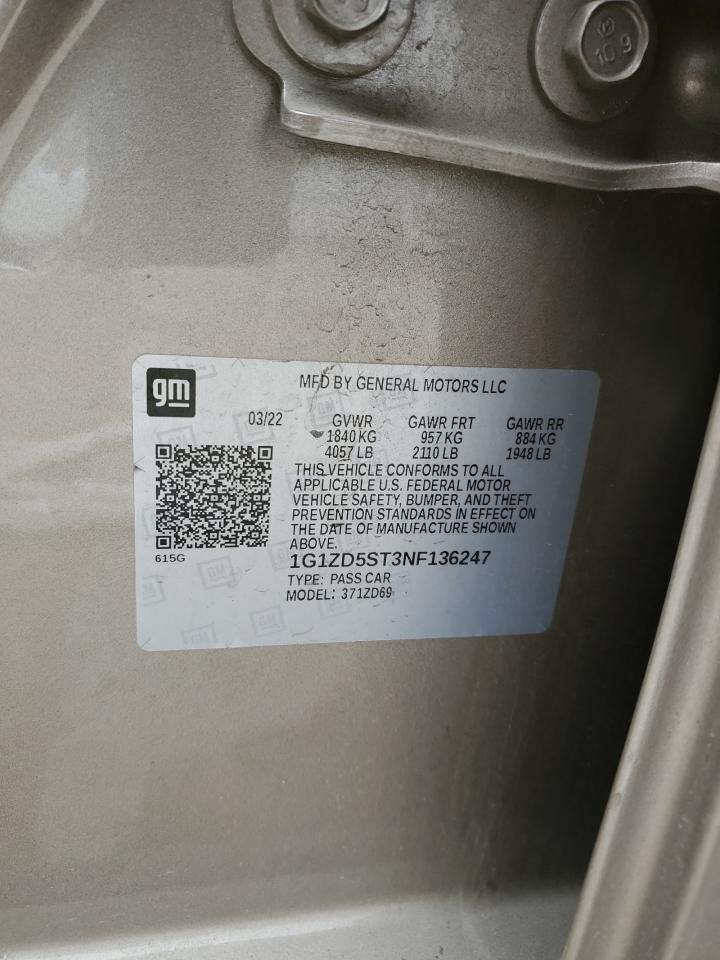 10 9
gm
MFD BY GENERAL MOTORS LLC
03/22 GVWR GAWR FRT GAWR RR
1840 KG 957 KG 884 KG
4057 LB 2110 LB 1948 LB
THIS VEHICLE CONFORMS TO ALL
APPLICABLE U.S. FEDERAL MOTOR
VEHICLE SAFETY, BUMPER, AND THEFT
PREVENTION STANDARDS IN EFFECT ON
THE DATE OF MANUFACTURE SHOWN
ABOVE.
615G
1G1ZD5ST3NF136247
TYPE: PASS CAR
MODEL: 371ZD69